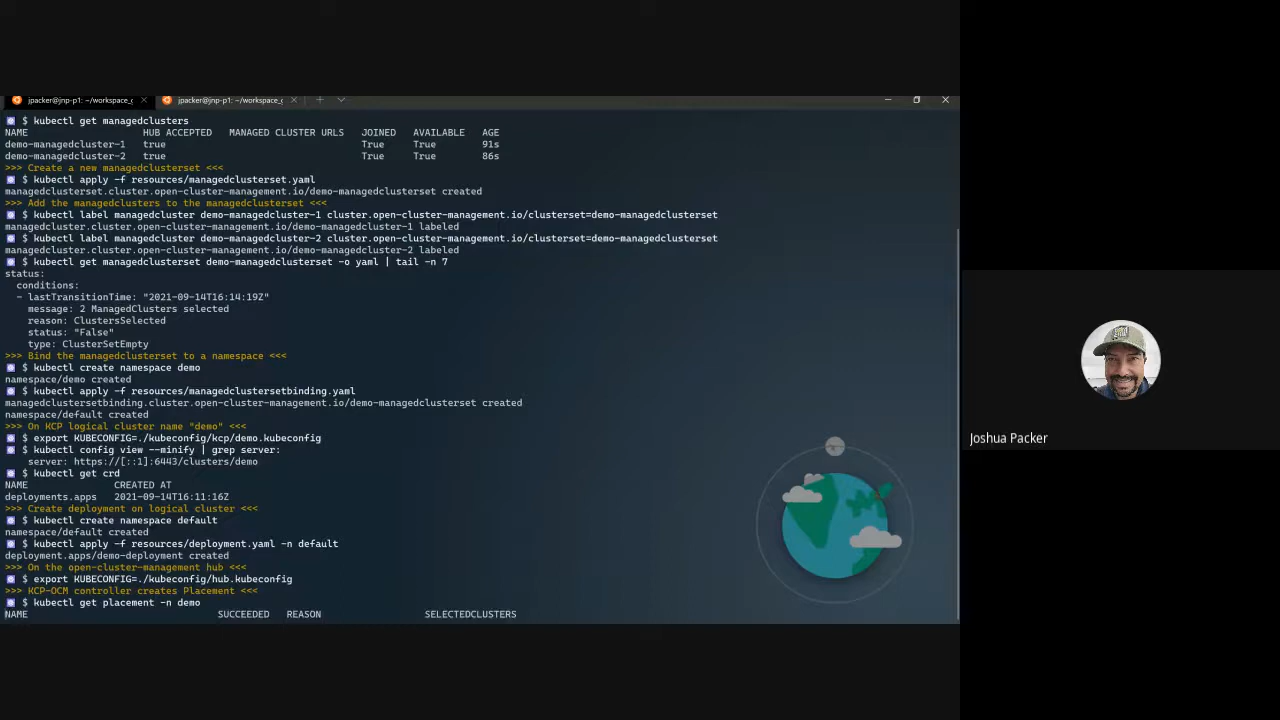 jpacker@jnp-p1: ~/workspace_c jpacker@jnp-p1: ~/workspace_c
$ kubectl get managedclusters
NAME HUB ACCEPTED MANAGED CLUSTER URLS JOINED AVAILABLE AGE
demo-managedcluster-1 true True True 91s
demo-managedcluster-2 true True True 86s
>>> Create a new managedclusterset <<<
$ kubectl apply -f resources/managedclusterset.yaml
managedclusterset.cluster.open-cluster-management.io/demo-managedclusterset created
>>> Add the managedclusters to the managedclusterset <<<
$ kubectl label managedcluster demo-managedcluster-1 cluster.open-cluster-management.io/clusterset=demo-managedclusterset
managedcluster.cluster.open-cluster-management.io/demo-managedcluster-1 labeled
$ kubectl label managedcluster demo-managedcluster-2 cluster.open-cluster-management.io/clusterset=demo-managedclusterset
managedcluster.cluster.open-cluster-management.io/demo-managedcluster-2 labeled
$ kubectl get managedclusterset demo-managedclusterset -o yaml | tail -n 7
status:
conditions:
- lastTransitionTime: "2021-09-14T16:14:19Z"
message: 2 ManagedClusters selected
reason: ClustersSelected
status: "False"
type: ClusterSetEmpty
>>> Bind the managedclusterset to a namespace <<<
$ kubectl create namespace demo
namespace/demo created
$ kubectl apply -f resources/managedclustersetbinding.yaml
managedclustersetbinding.cluster.open-cluster-management.io/demo-managedclusterset created
namespace/default created
>>> On KCP logical cluster name "demo" <<<
$ export KUBECONFIG=./kubeconfig/kcp/demo.kubeconfig
$ kubectl config view --minify | grep server:
server: https://[::1]:6443/clusters/demo
$ kubectl get crd
NAME CREATED AT
deployments.apps 2021-09-14T16:11:16Z
>>> Create deployment on logical cluster <<<
$ kubectl create namespace default
namespace/default created
$ kubectl apply -f resources/deployment.yaml -n default
deployment.apps/demo-deployment created
>>> On the open-cluster-management hub <<<
$ export KUBECONFIG=./kubeconfig/hub.kubeconfig
>>> KCP-OCM controller creates Placement <<<
$ kubectl get placement -n demo
NAME SUCCEEDED REASON SELECTEDCLUSTERS
Joshua Packer